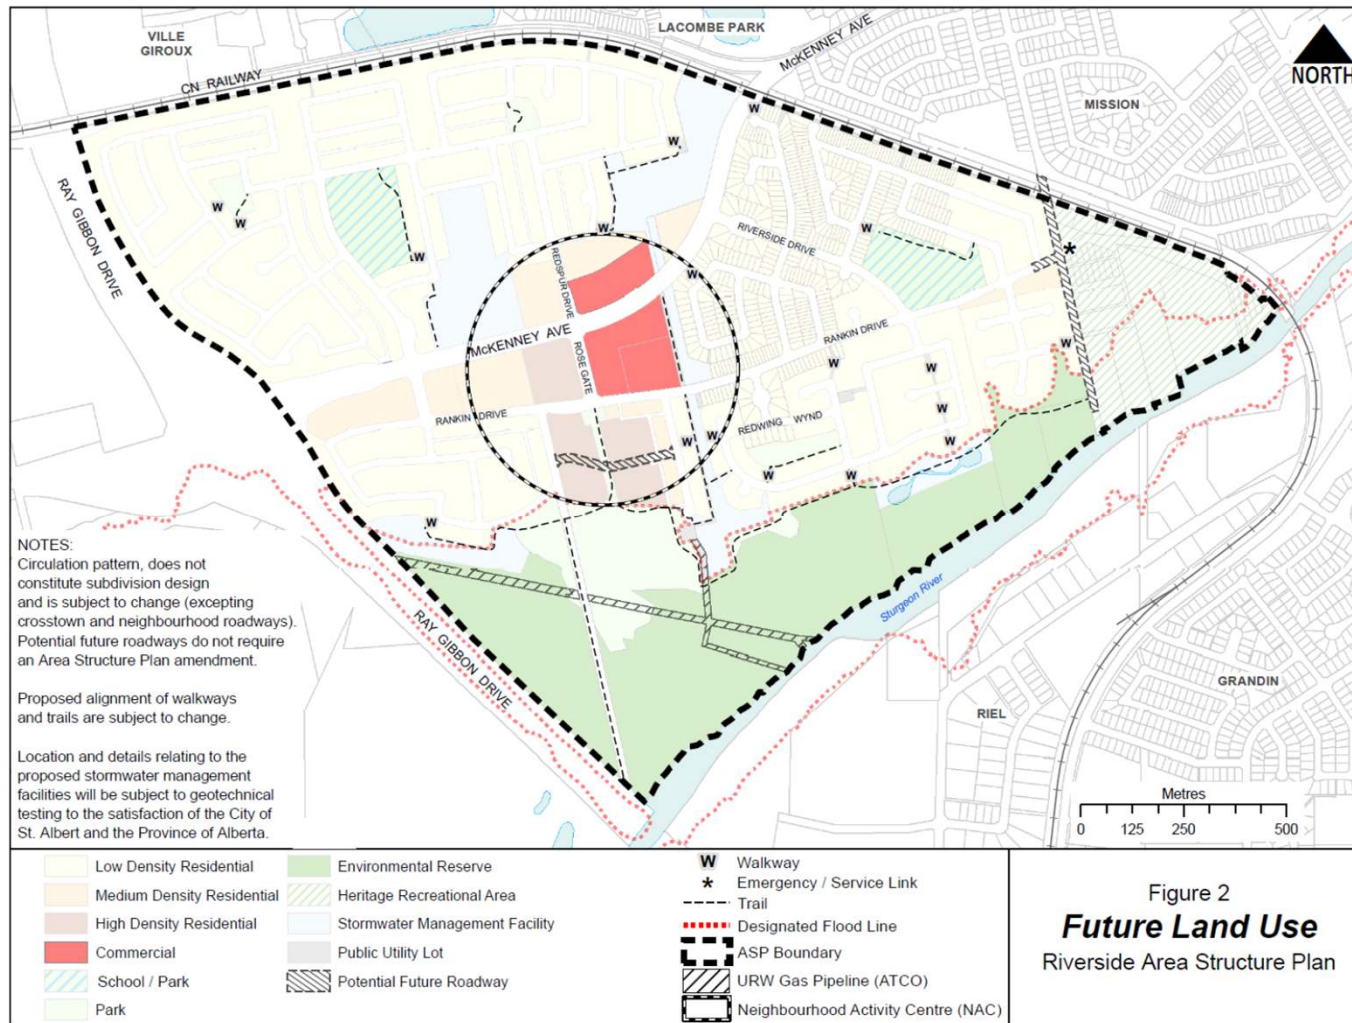 VILLE
GIROUX
LACOMBE PARK
McKENNEY AVE
NORTH
CN RAILWAY
MISSION
W
W
RAY GIBBON DRIVE
W
W
W
W
W
REDSPUR DRIVE
RIVERSIDE DRIVE
W
*
W
McKENNEY AVE
ROSE GATE
RANKIN DRIVE
W
W
W
RANKIN DRIVE
REDWING WYND
W
W
W
W
W
W
W
Sturgeon River
RAY GIBBON DRIVE
GRANDIN
RIEL
NOTES:
Circulation pattern, does not
constitute subdivision design
and is subject to change (excepting
crosstown and neighbourhood roadways).
Potential future roadways do not require
an Area Structure Plan amendment.
Proposed alignment of walkways
and trails are subject to change.
Location and details relating to the
proposed stormwater management
facilities will be subject to geotechnical
testing to the satisfaction of the City of
St. Albert and the Province of Alberta.
Metres
0 125 250 500
Low Density Residential
Medium Density Residential
High Density Residential
Commercial
School / Park
Park
Environmental Reserve
Heritage Recreational Area
Stormwater Management Facility
Public Utility Lot
Potential Future Roadway
W Walkway
* Emergency / Service Link
Trail
Designated Flood Line
ASP Boundary
URW Gas Pipeline (ATCO)
Neighbourhood Activity Centre (NAC)
Figure 2
Future Land Use
Riverside Area Structure Plan